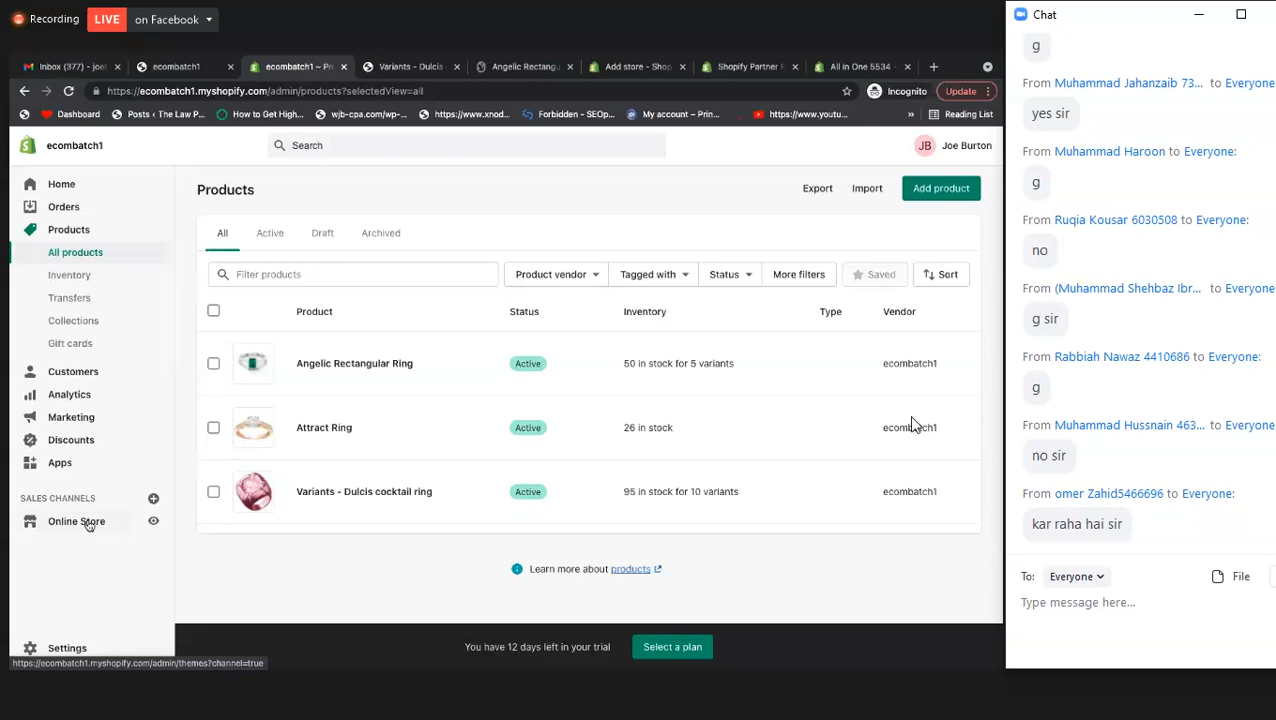 Recording
LIVE
on Facebook
Chat
Inbox (377) - joe
ecombatch1
ecombatch1 ~ Pr
Variants - Dulcis
Angelic Rectangu
Add store - Shop
Shopify Partner
All in One 5534 -
https://ecombatch1.myshopify.com/admin/products?selectedView=all
Incognito
Update
Dashboard
Posts ‹ The Law P...
How to Get High...
wjb-cpa.com/wp-...
https://www.xnod...
Forbidden - SEOp...
My account – Prin...
https://www.youtu...
Reading List
ecombatch1
Search
JB
Joe Burton
Home
Orders
Products
All products
Inventory
Transfers
Collections
Gift cards
Customers
Analytics
Marketing
Discounts
Apps
SALES CHANNELS
Online Store
Settings
https://ecombatch1.myshopify.com/admin/themes?channel=true
Products
Export
Import
Add product
All
Active
Draft
Archived
Filter products
Product vendor
Tagged with
Status
More filters
Saved
Sort
Product
Status
Inventory
Type
Vendor
Angelic Rectangular Ring
Active
50 in stock for 5 variants
ecombatch1
Attract Ring
Active
26 in stock
ecombatch1
Variants - Dulcis cocktail ring
Active
95 in stock for 10 variants
ecombatch1
Learn more about products
You have 12 days left in your trial
Select a plan
g
From Muhammad Jahanzaib 73... to Everyone
yes sir
From Muhammad Haroon to Everyone:
g
From Ruqia Kousar 6030508 to Everyone:
no
From (Muhammad Shehbaz Ibr... to Everyone
g sir
From Rabbiah Nawaz 4410686 to Everyone:
g
From Muhammad Hussnain 463... to Everyone
no sir
From omer Zahid5466696 to Everyone:
kar raha hai sir
To: Everyone
File
Type message here...